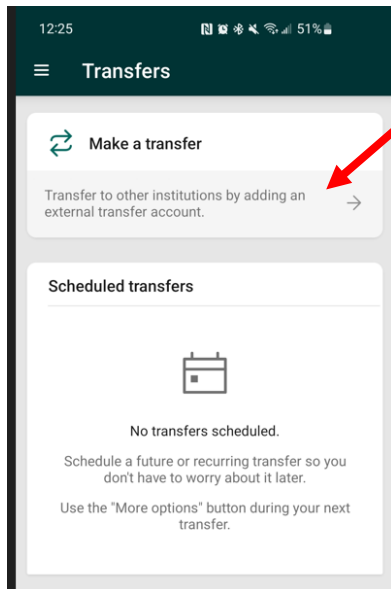 12:25 51%
Transfers
Make a transfer
Transfer to other institutions by adding an
external transfer account.
Scheduled transfers
No transfers scheduled.
Schedule a future or recurring transfer so you
don't have to worry about it later.
Use the "More options" button during your next
transfer.